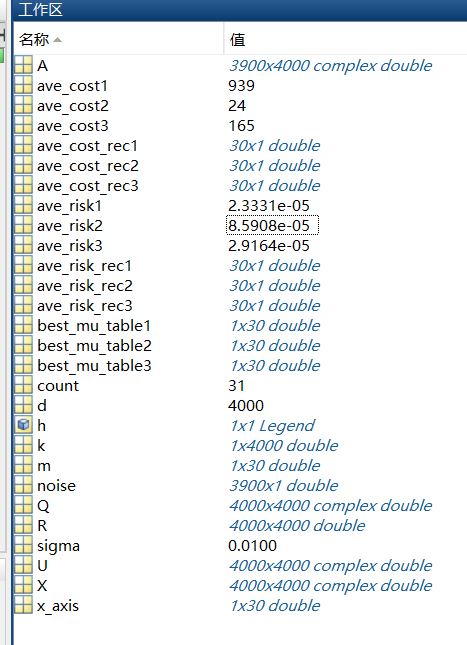 工作区
名称 值
A 3900x4000 complex double
ave_cost1 939
ave_cost2 24
ave_cost3 165
ave_cost_rec1 30x1 double
ave_cost_rec2 30x1 double
ave_cost_rec3 30x1 double
ave_risk1 2.3331e-05
ave_risk2 8.5908e-05
ave_risk3 2.9164e-05
ave_risk_rec1 30x1 double
ave_risk_rec2 30x1 double
ave_risk_rec3 30x1 double
best_mu_table1 1x30 double
best_mu_table2 1x30 double
best_mu_table3 1x30 double
count 31
d 4000
h 1x1 Legend
k 1x4000 double
m 1x30 double
noise 3900x1 double
Q 4000x4000 complex double
R 4000x4000 double
sigma 0.0100
U 4000x4000 complex double
X 4000x4000 complex double
x_axis 1x30 double